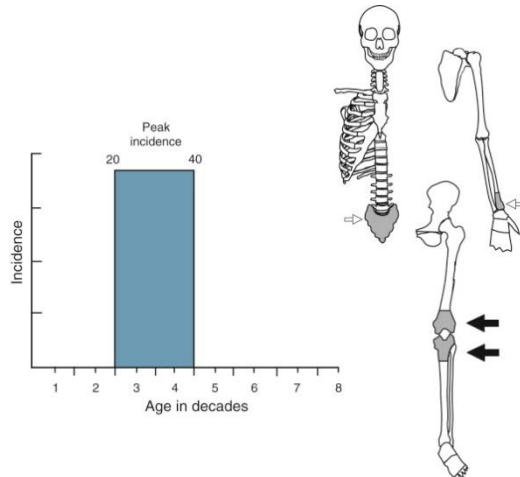 Peak
incidence
20 40
Incidence
1 2 3 4 5 6 7 8
Age in decades